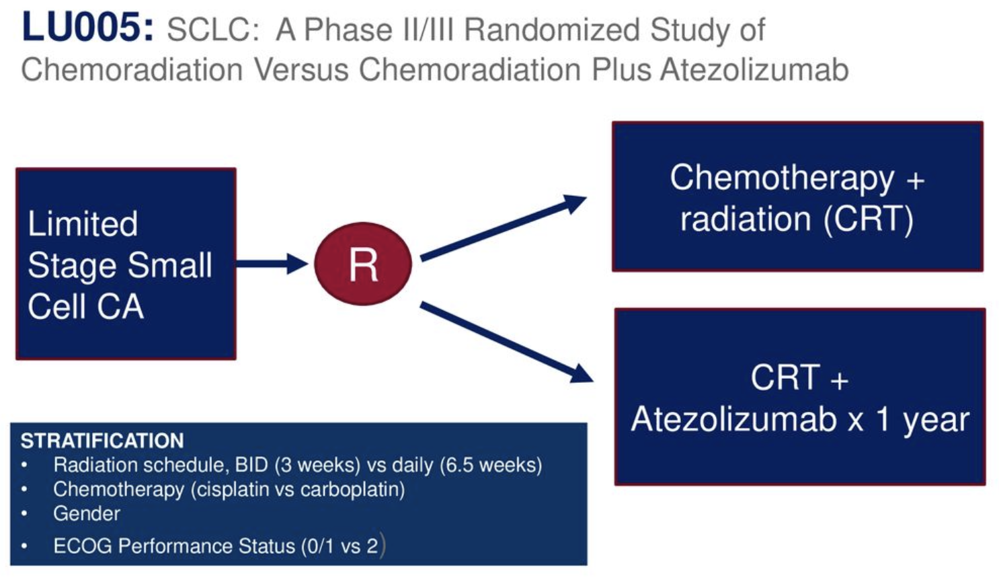 LU005: SCLC: A Phase II/III Randomized Study of
Chemoradiation Versus Chemoradiation Plus Atezolizumab
Limited
Stage Small
Cell CA
R
Chemotherapy +
radiation (CRT)
CRT +
Atezolizumab x 1 year
STRATIFICATION
• Radiation schedule, BID (3 weeks) vs daily (6.5 weeks)
• Chemotherapy (cisplatin vs carboplatin)
• Gender
• ECOG Performance Status (0/1 vs 2)